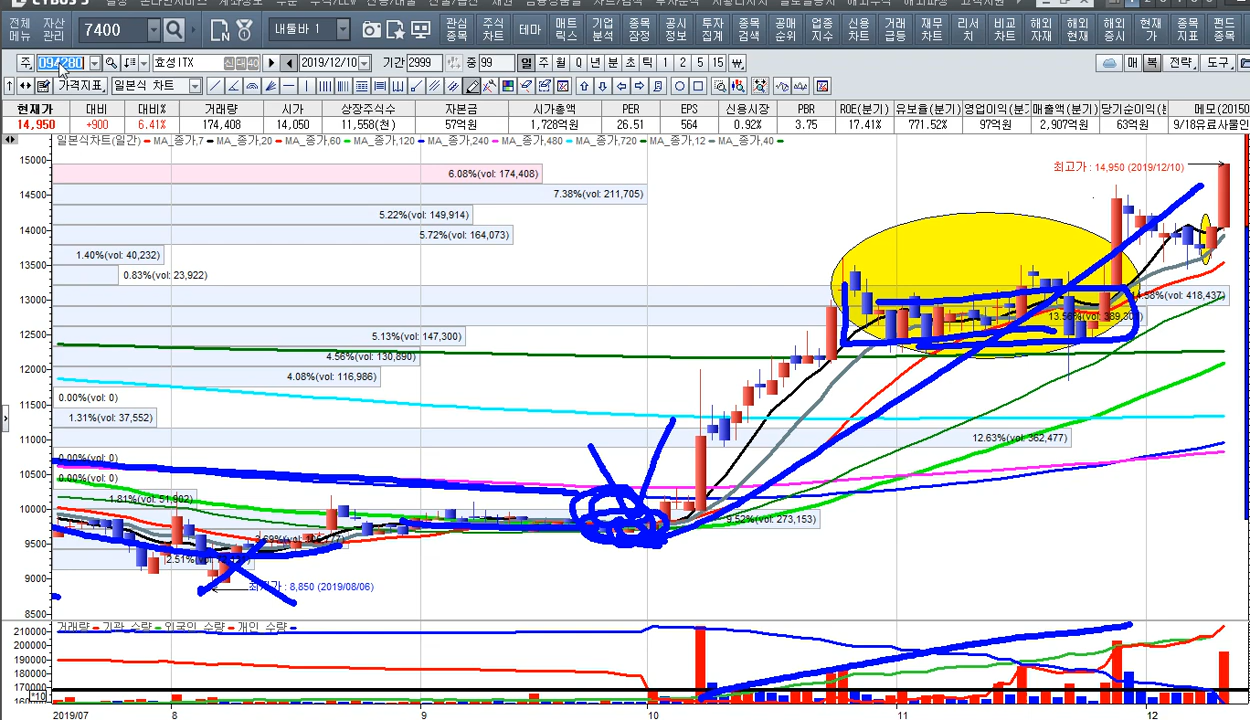 CYBOS 5
전체 메뉴 자산 관리 7400 내툴바 1 관심 종목 주식 차트 테마 매트 릭스 기업 분석 종목 잠정 공시 정보 투자 집계 종목 검색 공매 순위 업종 지수 신용 차트 거래 급등 재무 차트 리서 치 비교 차트 해외 자재 해외 현재 해외 증시 현재 가 종목 지표 펀드 종목
주 094280 효성ITX 신 2019/12/10 기간 2999 중 99 일 주 월 Q 년 분 초 틱 1 2 5 15 매 복 전략 도구
가격지표 일본식 차트
현재가 대비 대비% 거래량 시가 상장주식수 자본금 시가총액 PER EPS 신용시장 PBR ROE(분기) 유보율(분기) 영업이익(분기 매출액(분기) 당기순이익(분 메모(20150
14,950 +900 6.41% 174,408 14,050 11,558(천) 57억원 1,728억원 26.51 564 0.92% 3.75 17.41% 771.52% 97억원 2,907억원 63억원 9/18유료사물인
일본식차트(일간) MA_종가,7 MA_종가,20 MA_종가,60 MA_종가,120 MA_종가,240 MA_종가,480 MA_종가,720 MA_종가,12 MA_종가,40
15000
최고가 : 14,950 (2019/12/10)
6.08%(vol: 174,408)
14500
7.38%(vol: 211,705)
5.22%(vol: 149,914)
14000
5.72%(vol: 164,073)
1.40%(vol: 40,232)
13500
0.83%(vol: 23,922)
13000
.58%(vol: 418,437)
12500
5.13%(vol: 147,300)
4.56%(vol: 130,890)
12000
4.08%(vol: 116,986)
0.00%(vol: 0)
11500
1.31%(vol: 37,552)
11000
12.63%(vol: 362,477)
0.00%(vol: 0)
10500
0.00%(vol: 0)
10000
9.52%(vol: 273,153)
9500
9000
8,850 (2019/08/06)
8500
거래량 기관_수량 외국인_수량 개인_수량
210000
200000
190000
180000
170000
*10
2019/07 8 9 10 11 12